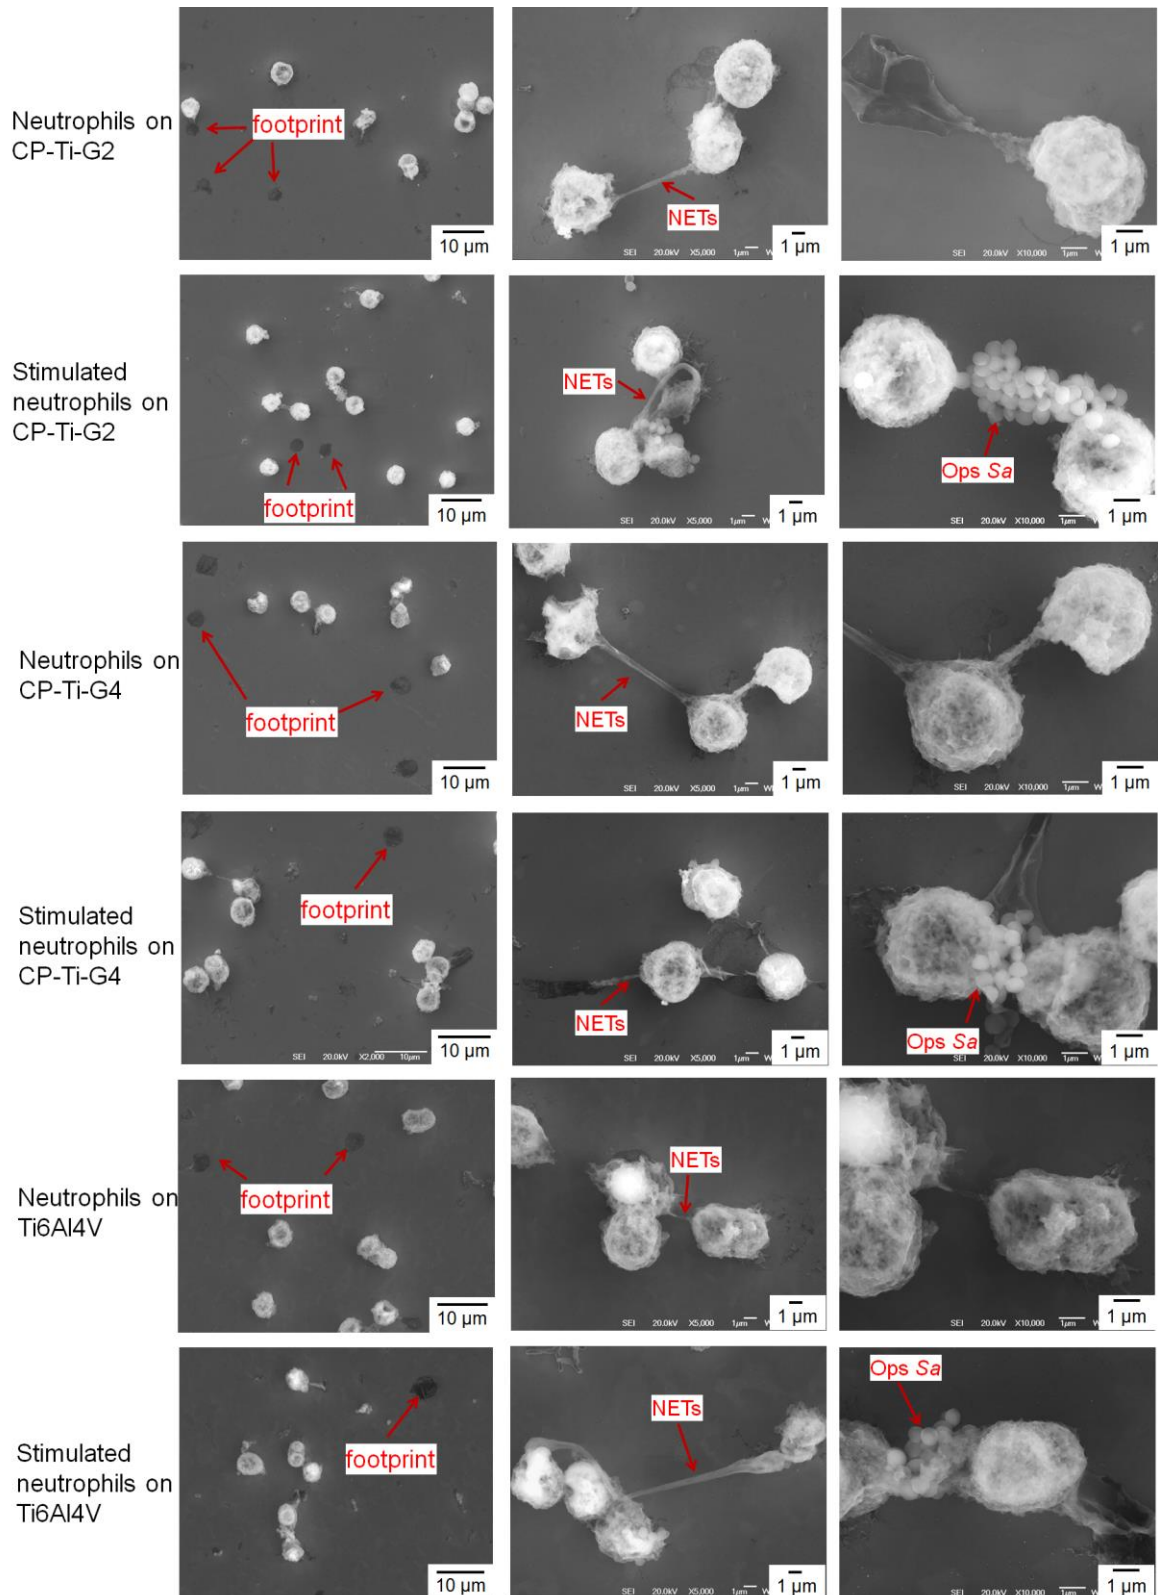 Neutrophils on
CP-Ti-G2
footprint
10 µm
NETs
SEI 20.0kV X5,000 1µm W
1 µm
SEI 20.0kV X10,000 1µm W
1 µm
Stimulated
neutrophils on
CP-Ti-G2
footprint
10 µm
NETs
SEI 20.0kV X5,000 1µm W
1 µm
Ops Sa
SEI 20.0kV X10,000 1µm W
1 µm
Neutrophils on
CP-Ti-G4
footprint
10 µm
NETs
SEI 20.0kV X5,000 1µm W
1 µm
SEI 20.0kV X10,000 1µm W
1 µm
Stimulated
neutrophils on
CP-Ti-G4
footprint
SEI 20.0kV X2,000 10µm
10 µm
NETs
SEI 20.0kV X5,000 1µm
1 µm
Ops Sa
SEI 20.0kV X10,000 1µm W
1 µm
Neutrophils on
Ti6Al4V
footprint
10 µm
NETs
SEI 20.0kV X5,000 1µm W
1 µm
SEI 20.0kV X10,000 1µm W
1 µm
Stimulated
neutrophils on
Ti6Al4V
footprint
10 µm
NETs
SEI 20.0kV X5,000 1µm W
1 µm
Ops Sa
SEI 20.0kV X10,000 1µm W
1 µm